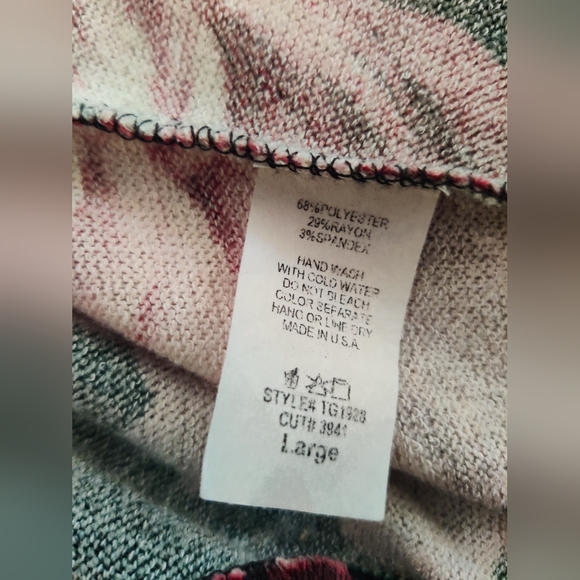 68%POLYESTER
29%RAYON
3%SPANDEX
HAND WASH
WITH COLD WATER
DO NOT BLEACH
COLOR SEPARATE
HANG OR LINE DRY
MADE IN U.S.A.
STYLE# TG1928
CUT# 3941
Large